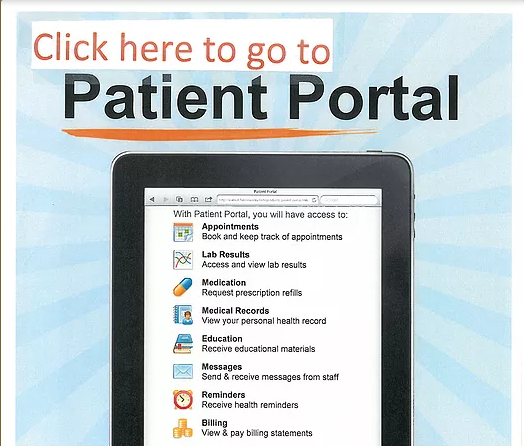 Click here to go to
Patient Portal
Patient Portal
With Patient Portal, you will have access to:
Appointments
Book and keep track of appointments
Lab Results
Access and view lab results
Medication
Request prescription refills
Medical Records
View your personal health record
Education
Receive educational materials
Messages
Send & receive messages from staff
Reminders
Receive health reminders
Billing
View & pay billing statements